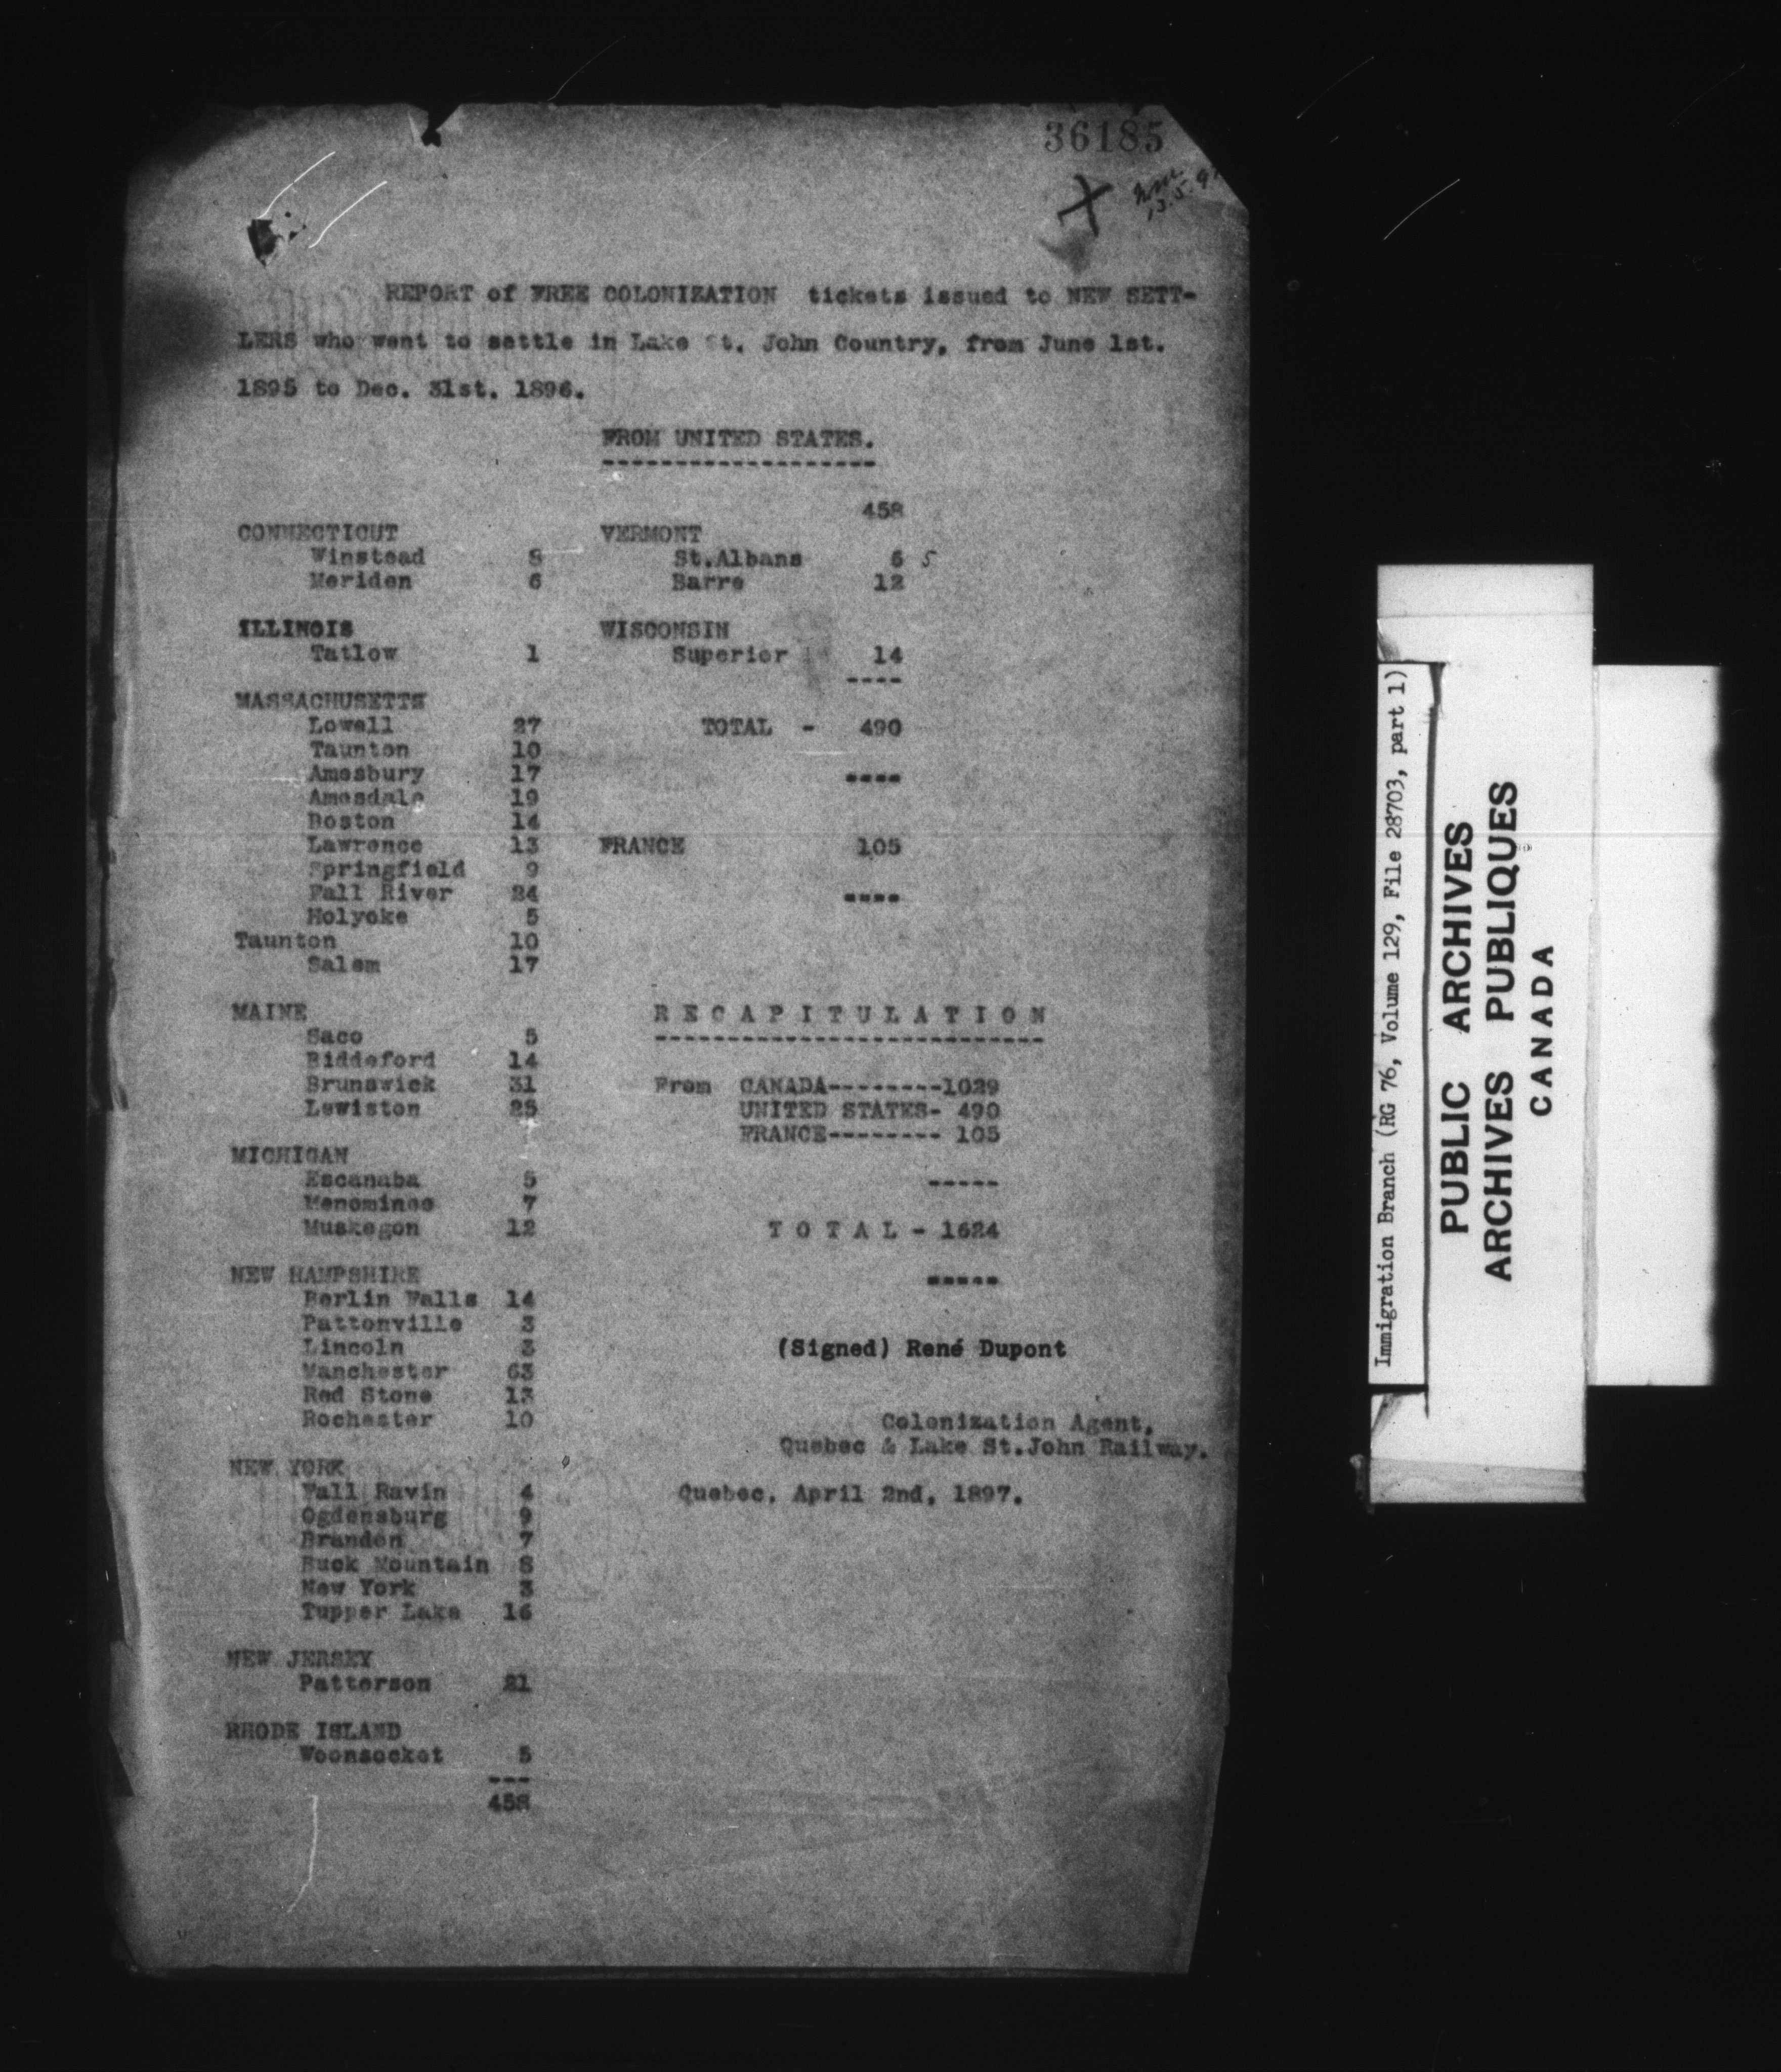 36185
13.5.97
REPORT of FREE COLONIZATION tickets issued to NEW SETT-
LERS who went to settle in Lake St. John Country, from June 1st.
1895 to Dec. 31st. 1896.
FROM UNITED STATES.
CONNECTICUT
Winstead 8
Meriden 6
ILLINOIS
Tatlow 1
MASSACHUSETTS
Lowell 27
Taunton 10
Amesbury 17
Amesdale 19
Boston 14
Lawrence 13
Springfield 9
Fall River 24
Holyoke 5
Taunton 10
Salem 17
MAINE
Saco 5
Biddeford 14
Brunswick 31
Lewiston 25
MICHIGAN
Escanaba 5
Menominee 7
Muskegon 12
NEW HAMPSHIRE
Berlin Falls 14
Pattonville 3
Lincoln 3
Manchester 63
Red Stone 13
Rochester 10
NEW YORK
Fall Ravin 4
Ogdensburg 9
Brandon 7
Buck Mountain 8
New York 3
Tupper Lake 16
NEW JERSEY
Patterson 21
RHODE ISLAND
Woonsocket 5
458
458
VERMONT
St.Albans 6 5
Barre 12
WISCONSIN
Superior 14
TOTAL - 490
FRANCE 105
RECAPITULATION
From CANADA--------1029
UNITED STATES- 490
FRANCE-------- 105
TOTAL - 1624
(Signed) René Dupont
Colonization Agent,
Quebec & Lake St.John Railway.
Quebec, April 2nd, 1897.
Immigration Branch (RG 76, Volume 129, File 28703, part 1)
PUBLIC ARCHIVES
ARCHIVES PUBLIQUES
CANADA